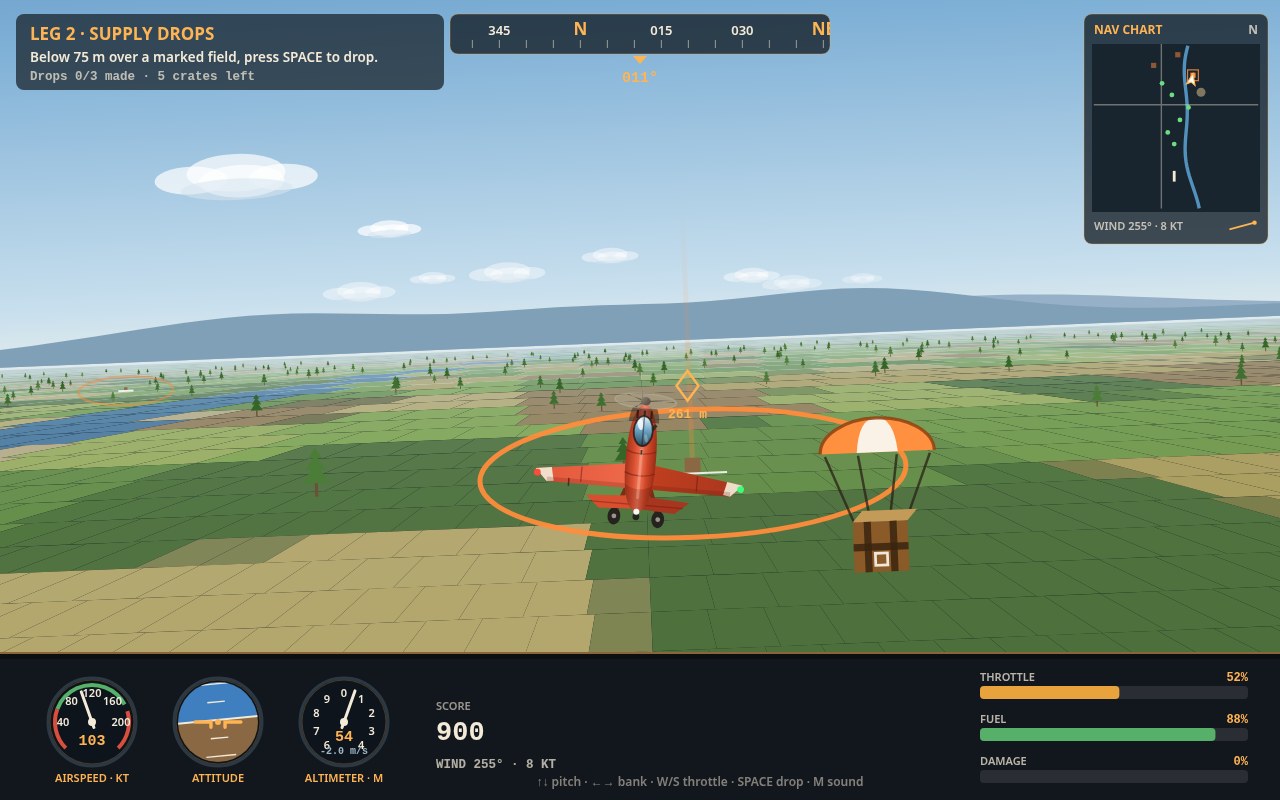 LEG 2 · SUPPLY DROPS
Below 75 m over a marked field, press SPACE to drop.
Drops 0/3 made · 5 crates left
345 N 015 030 NE
011°
NAV CHART N
WIND 255° · 8 KT
261 m
40 80 120 160 200
103
AIRSPEED · KT
ATTITUDE
0 1 2 3 4 6 7 8 9
54
-2.0 m/s
ALTIMETER · M
SCORE
900
WIND 255° · 8 KT
↑↓ pitch · ←→ bank · W/S throttle · SPACE drop · M sound
THROTTLE 52%
FUEL 88%
DAMAGE 0%